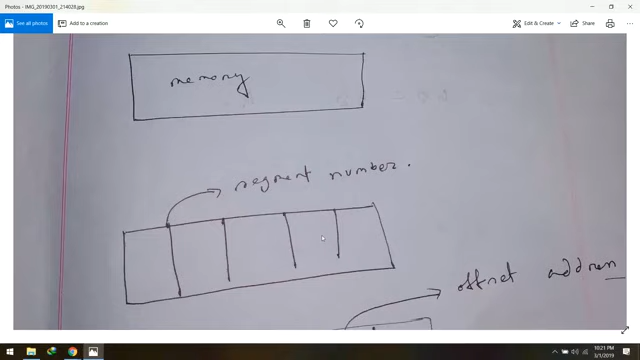 Photos - IMG_20190301_214028.jpg
See all photos
Add to a creation
Edit & Create
Share
memory
segment number.
offset address
10:21 PM
3/1/2019